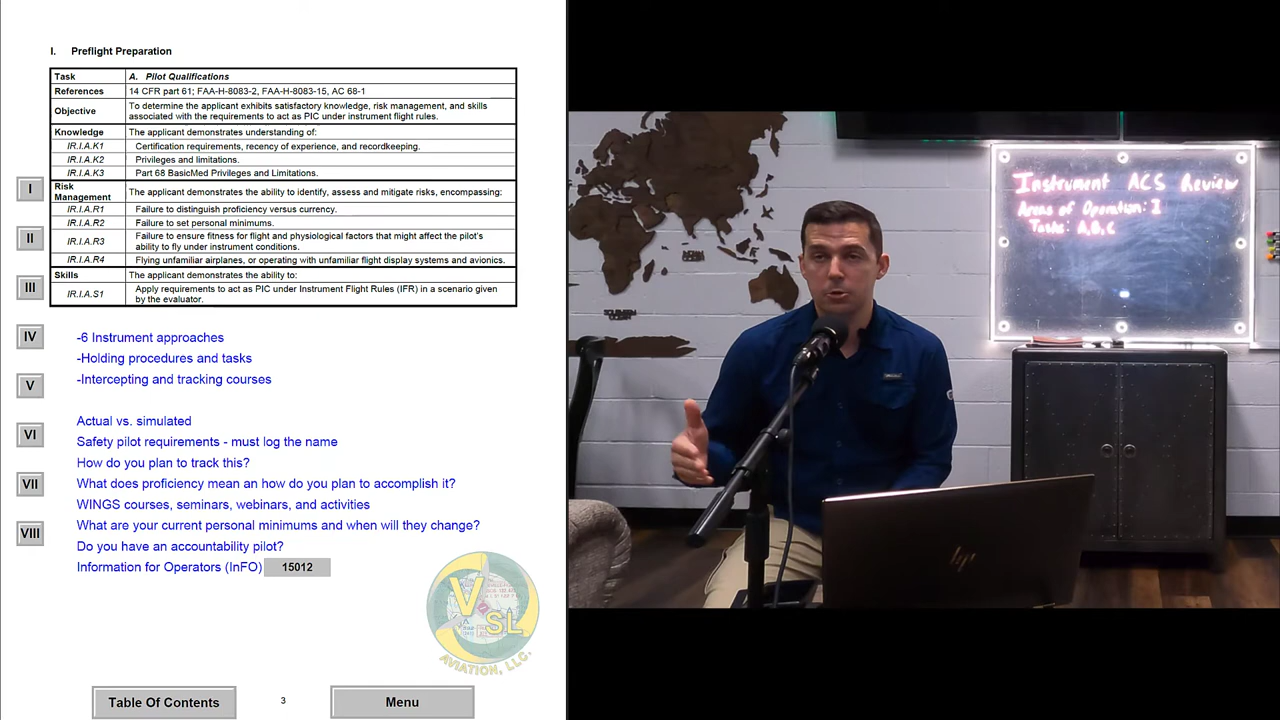 I. Preflight Preparation
Task A. Pilot Qualifications
References 14 CFR part 61; FAA-H-8083-2, FAA-H-8083-15, AC 68-1
Objective To determine the applicant exhibits satisfactory knowledge, risk management, and skills
associated with the requirements to act as PIC under instrument flight rules.
Knowledge The applicant demonstrates understanding of:
IR.I.A.K1 Certification requirements, recency of experience, and recordkeeping.
IR.I.A.K2 Privileges and limitations.
IR.I.A.K3 Part 68 BasicMed Privileges and Limitations.
Risk
Management The applicant demonstrates the ability to identify, assess and mitigate risks, encompassing:
IR.I.A.R1 Failure to distinguish proficiency versus currency.
IR.I.A.R2 Failure to set personal minimums.
IR.I.A.R3 Failure to ensure fitness for flight and physiological factors that might affect the pilot's
ability to fly under instrument conditions.
IR.I.A.R4 Flying unfamiliar airplanes, or operating with unfamiliar flight display systems and avionics.
Skills The applicant demonstrates the ability to:
IR.I.A.S1 Apply requirements to act as PIC under Instrument Flight Rules (IFR) in a scenario given
by the evaluator.
I
II
III
IV
V
VI
VII
VIII
-6 Instrument approaches
-Holding procedures and tasks
-Intercepting and tracking courses
Actual vs. simulated
Safety pilot requirements - must log the name
How do you plan to track this?
What does proficiency mean an how do you plan to accomplish it?
WINGS courses, seminars, webinars, and activities
What are your current personal minimums and when will they change?
Do you have an accountability pilot?
Information for Operators (InFO) 15012
V
SL
AVIATION, LLC.
Table Of Contents
3
Menu
Instrument ACS Review
Areas of Operation: I
Tasks: A,B,C
hp